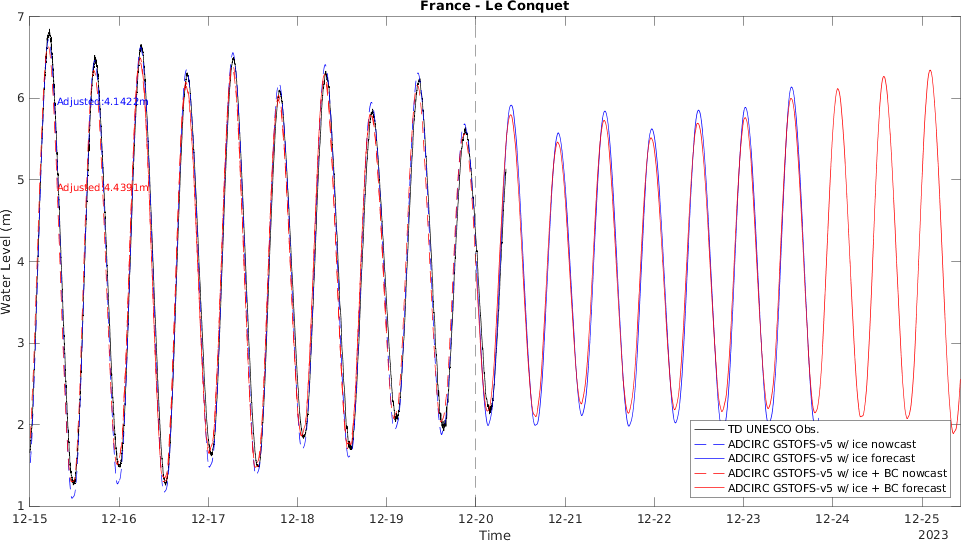 France - Le Conquet
7
6
5
4
3
2
1
Water Level (m)
Adjusted:4.1422m
Adjusted:4.4391m
TD UNESCO Obs.
ADCIRC GSTOFS-v5 w/ ice nowcast
ADCIRC GSTOFS-v5 w/ ice forecast
ADCIRC GSTOFS-v5 w/ ice + BC nowcast
ADCIRC GSTOFS-v5 w/ ice + BC forecast
12-15 12-16 12-17 12-18 12-19 12-20 12-21 12-22 12-23 12-24 12-25
Time
2023